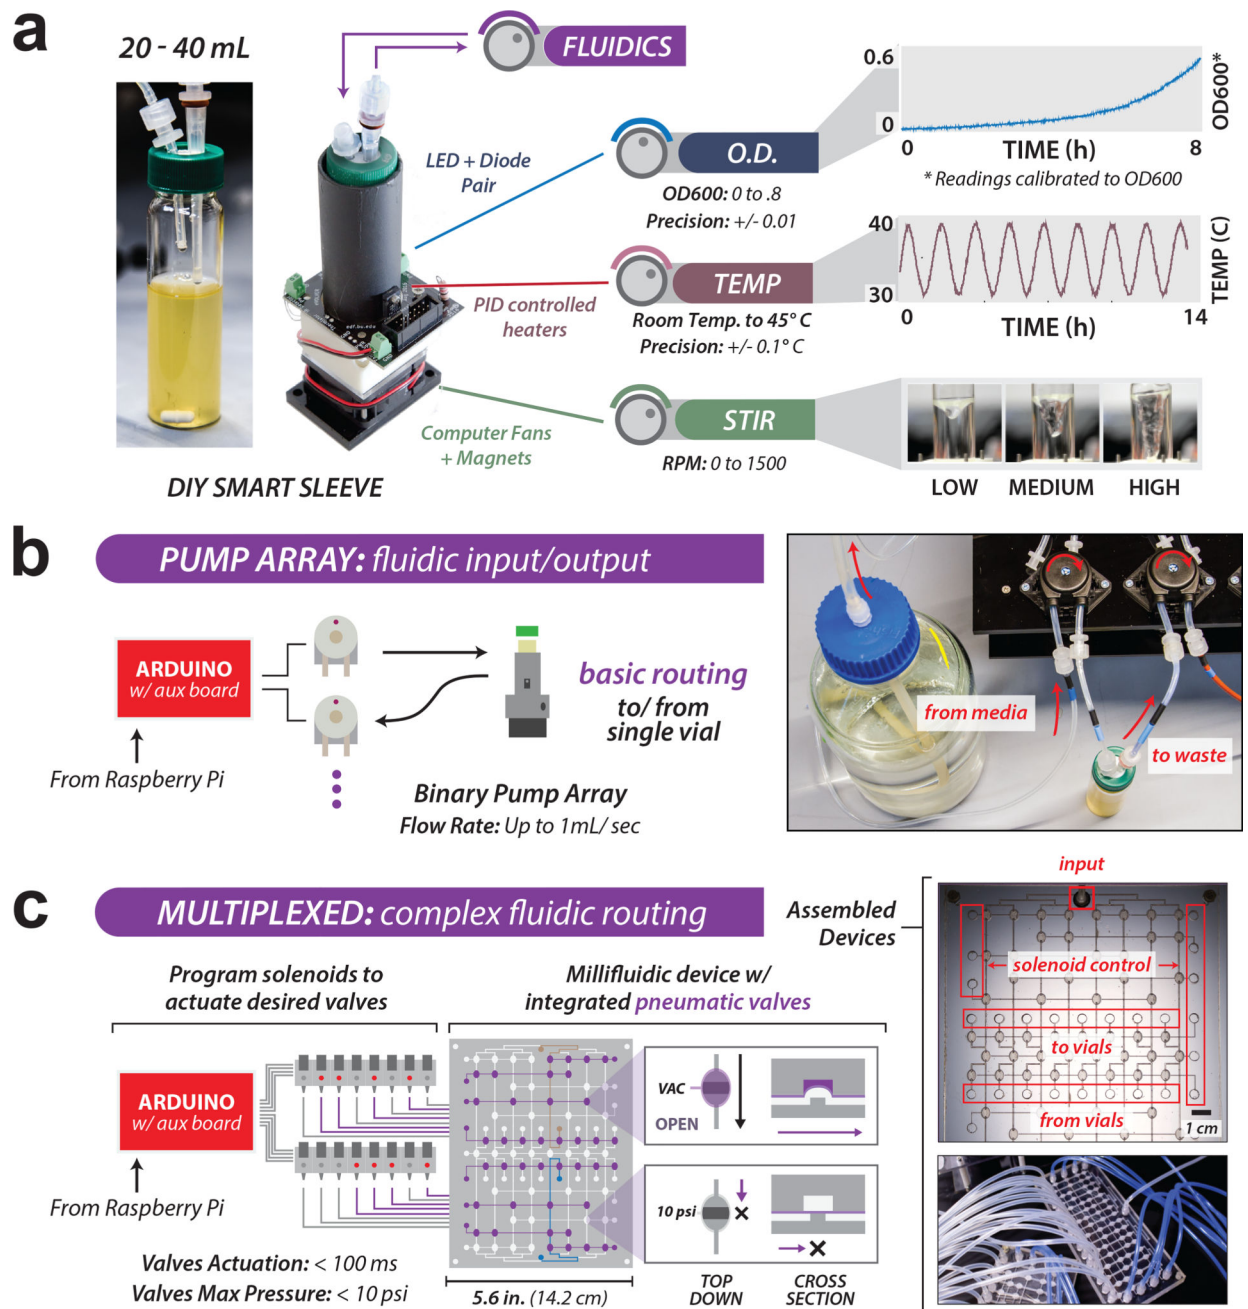 a
20 - 40 mL
FLUIDICS
LED + Diode
Pair
O.D.
OD600: 0 to .8
Precision: +/- 0.01
0.6
0
0
TIME (h)
8
OD600*
* Readings calibrated to OD600
PID controlled
heaters
TEMP
Room Temp. to 45° C
Precision: +/- 0.1° C
40
30
0
TIME (h)
14
TEMP (C)
edf.bu.edu
Computer Fans
+ Magnets
STIR
RPM: 0 to 1500
LOW
MEDIUM
HIGH
DIY SMART SLEEVE
b
PUMP ARRAY: fluidic input/output
ARDUINO
w/ aux board
From Raspberry Pi
basic routing
to/ from
single vial
Binary Pump Array
Flow Rate: Up to 1mL/ sec
from media
to waste
c
MULTIPLEXED: complex fluidic routing
Program solenoids to
actuate desired valves
Millifluidic device w/
integrated pneumatic valves
ARDUINO
w/ aux board
From Raspberry Pi
Valves Actuation: < 100 ms
Valves Max Pressure: < 10 psi
5.6 in. (14.2 cm)
VAC
OPEN
10 psi
TOP
DOWN
CROSS
SECTION
Assembled
Devices
input
solenoid control
to vials
from vials
1 cm